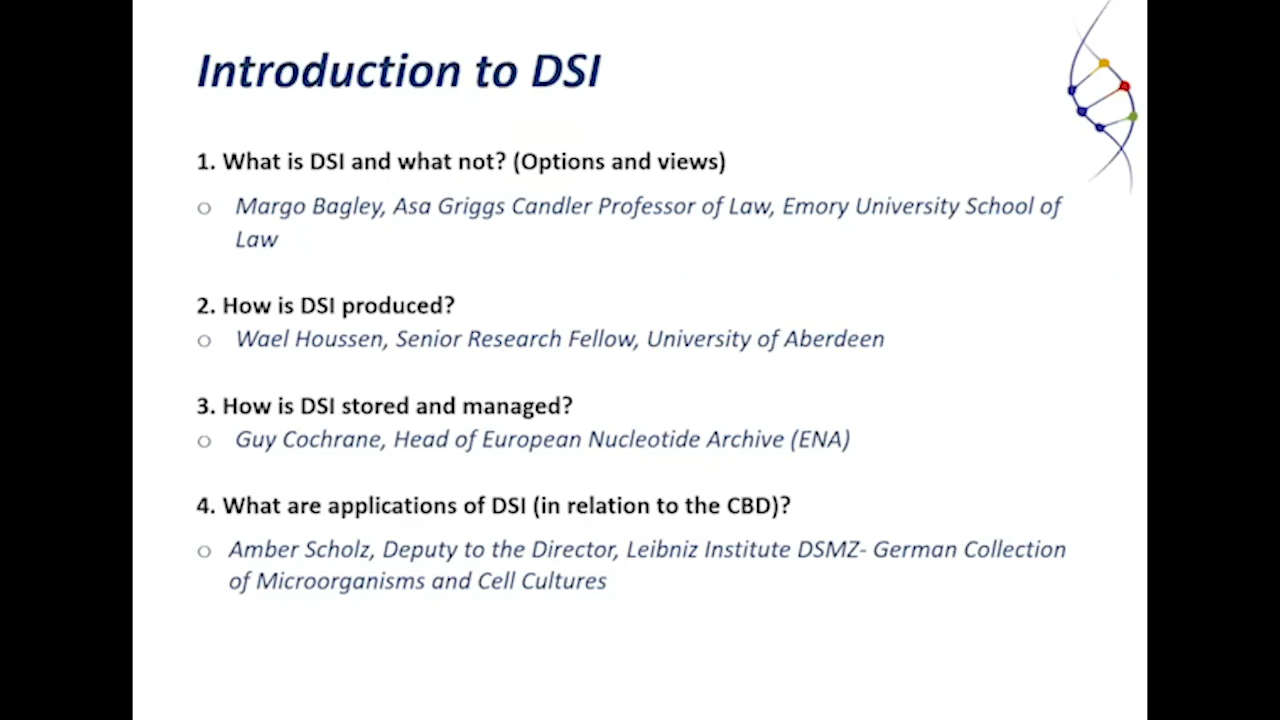 Introduction to DSI
1. What is DSI and what not? (Options and views)
o Margo Bagley, Asa Griggs Candler Professor of Law, Emory University School of
Law
2. How is DSI produced?
o Wael Houssen, Senior Research Fellow, University of Aberdeen
3. How is DSI stored and managed?
o Guy Cochrane, Head of European Nucleotide Archive (ENA)
4. What are applications of DSI (in relation to the CBD)?
o Amber Scholz, Deputy to the Director, Leibniz Institute DSMZ- German Collection
of Microorganisms and Cell Cultures